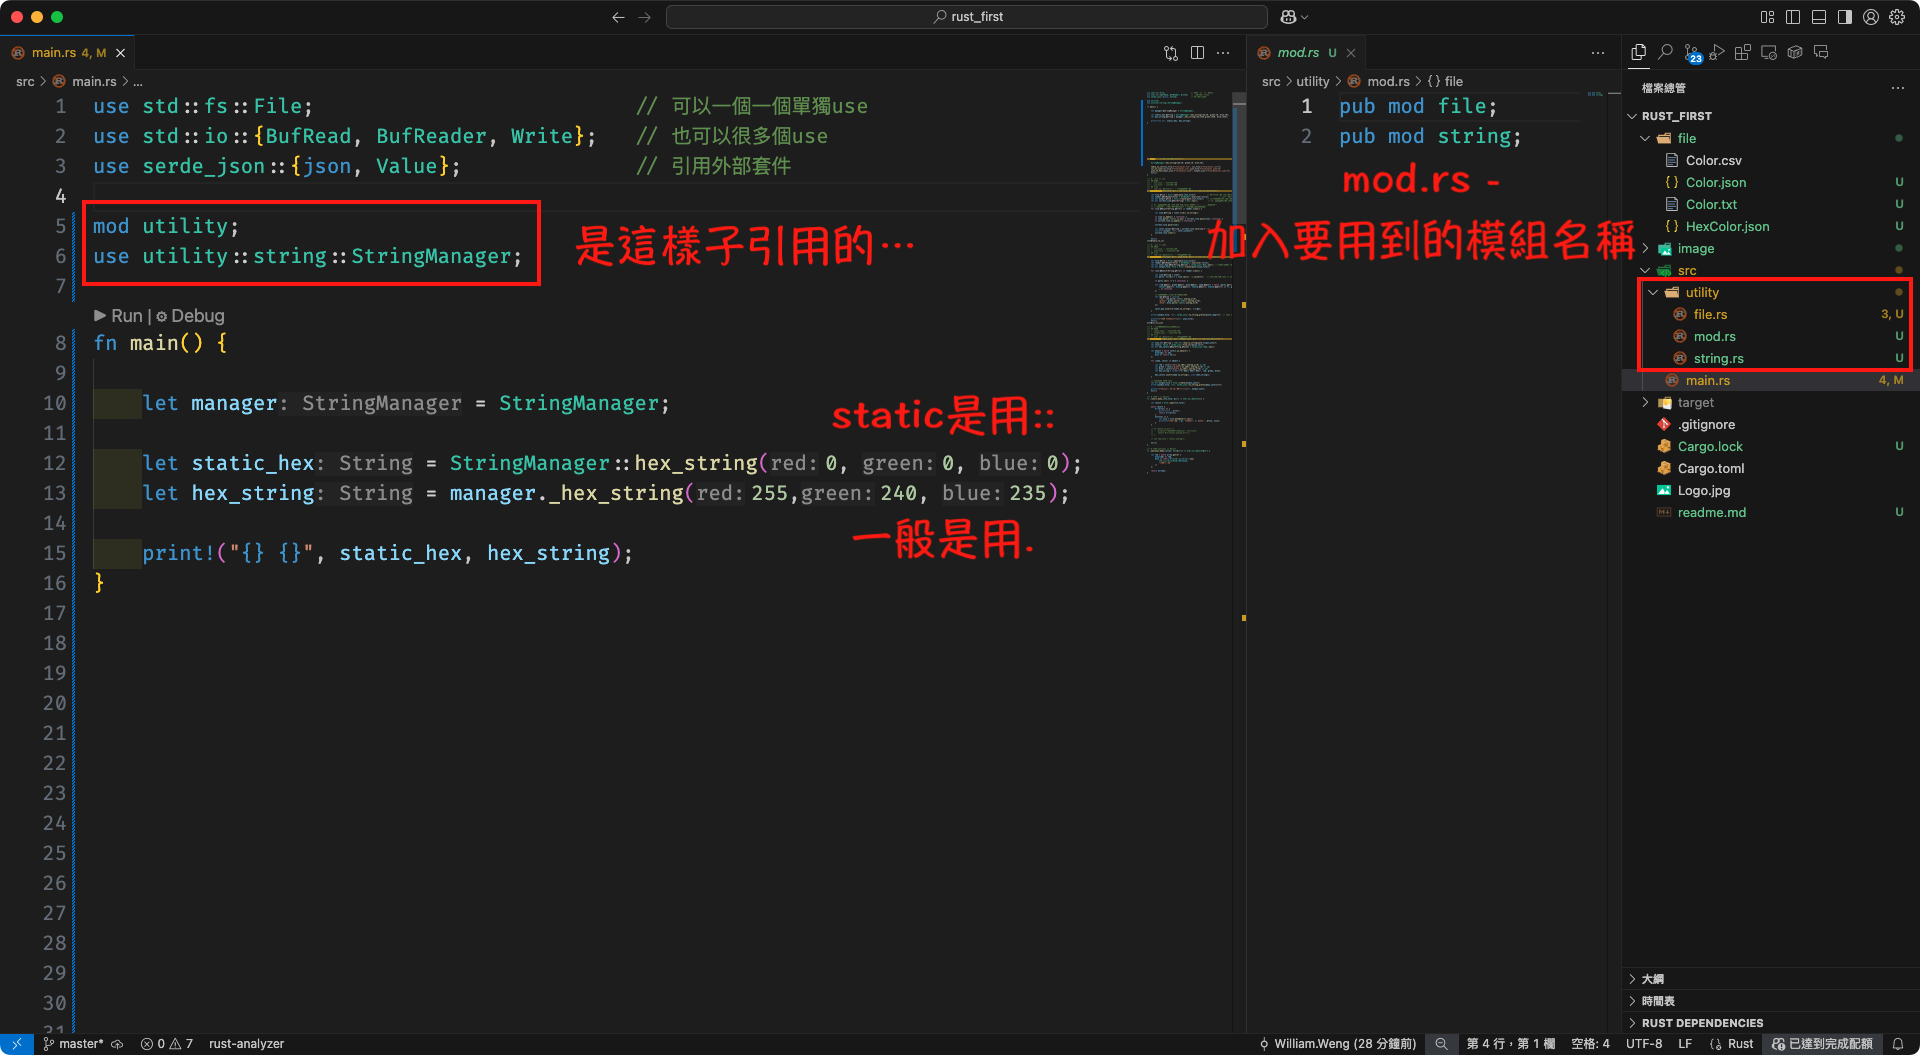 rust_first
main.rs 4, M
src > main.rs > ...
1 use std::fs::File; // 可以一個一個單獨use
2 use std::io::{BufRead, BufReader, Write}; // 也可以很多個use
3 use serde_json::{json, Value}; // 引用外部套件
4
5 mod utility;
6 use utility::string::StringManager;
7
是這樣子引用的…
Run | Debug
8 fn main() {
9
10 let manager: StringManager = StringManager;
11
static是用::
12 let static_hex: String = StringManager::hex_string(red: 0, green: 0, blue: 0);
13 let hex_string: String = manager._hex_string(red: 255, green: 240, blue: 235);
14
一般是用.
15 print!("{} {}", static_hex, hex_string);
16 }
17
18
19
20
21
22
23
24
25
26
27
28
29
30
31
mod.rs U
src > utility > mod.rs > {} file
1 pub mod file;
2 pub mod string;
mod.rs -
加入要用到的模組名稱
23
檔案總管
RUST_FIRST
file
Color.csv
Color.json U
Color.txt U
HexColor.json U
image
src
utility
file.rs 3, U
mod.rs U
string.rs U
main.rs 4, M
target
.gitignore
Cargo.lock U
Cargo.toml
Logo.jpg
readme.md U
大綱
時間表
RUST DEPENDENCIES
master* 0 7 rust-analyzer
William.Weng (28 分鐘前) 第 4 行，第 1 欄 空格: 4 UTF-8 LF {} Rust 已達到完成配額